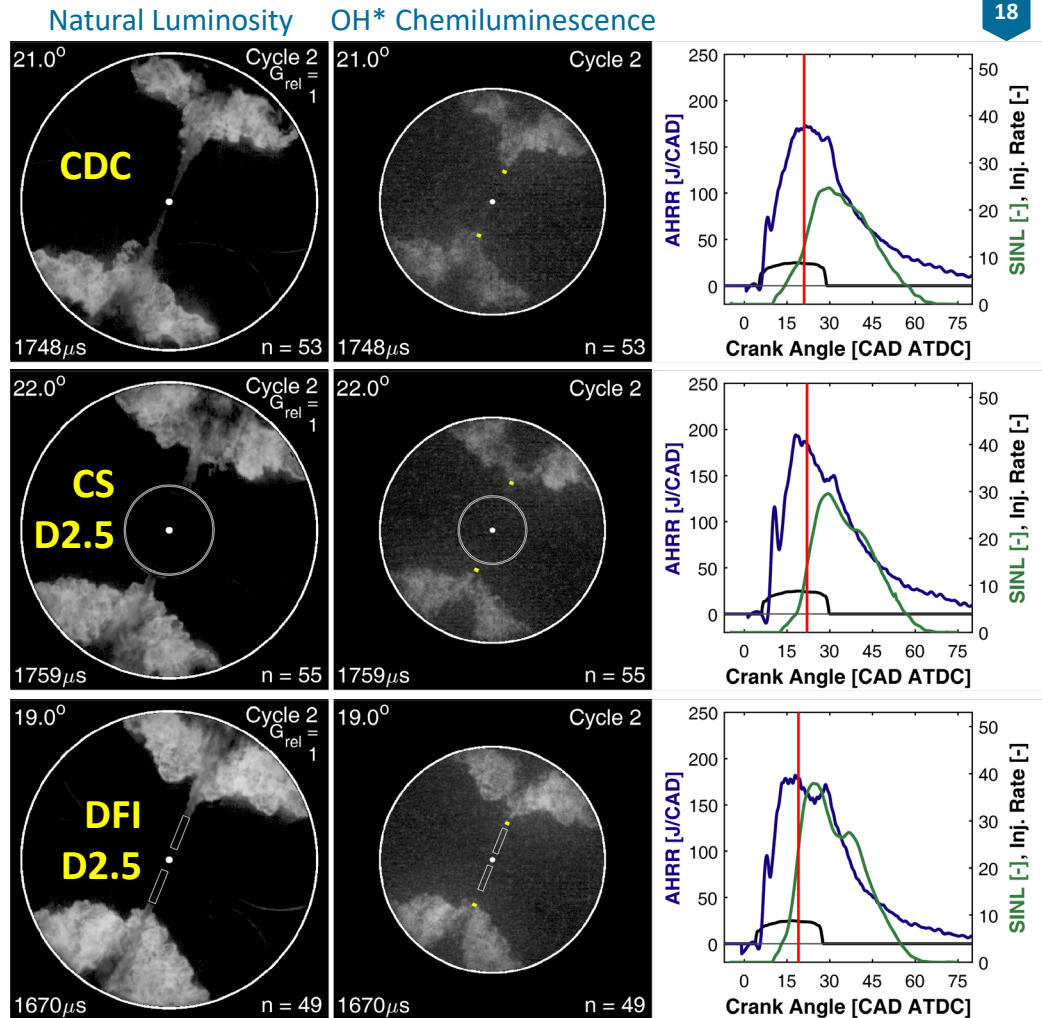 Natural Luminosity
OH* Chemiluminescence
18
21.0°
Cycle 2
G_rel =
1
CDC
1748μs
n = 53
21.0°
Cycle 2
1748μs
n = 53
250
200
150
100
50
0
AHRR [J/CAD]
50
40
30
20
10
0
SINL [-], Inj. Rate [-]
0 15 30 45 60 75
Crank Angle [CAD ATDC]
22.0°
Cycle 2
G_rel =
1
CS
D2.5
1759μs
n = 55
22.0°
Cycle 2
1759μs
n = 55
250
200
150
100
50
0
AHRR [J/CAD]
50
40
30
20
10
0
SINL [-], Inj. Rate [-]
0 15 30 45 60 75
Crank Angle [CAD ATDC]
19.0°
Cycle 2
G_rel =
1
DFI
D2.5
1670μs
n = 49
19.0°
Cycle 2
1670μs
n = 49
250
200
150
100
50
0
AHRR [J/CAD]
50
40
30
20
10
0
SINL [-], Inj. Rate [-]
0 15 30 45 60 75
Crank Angle [CAD ATDC]